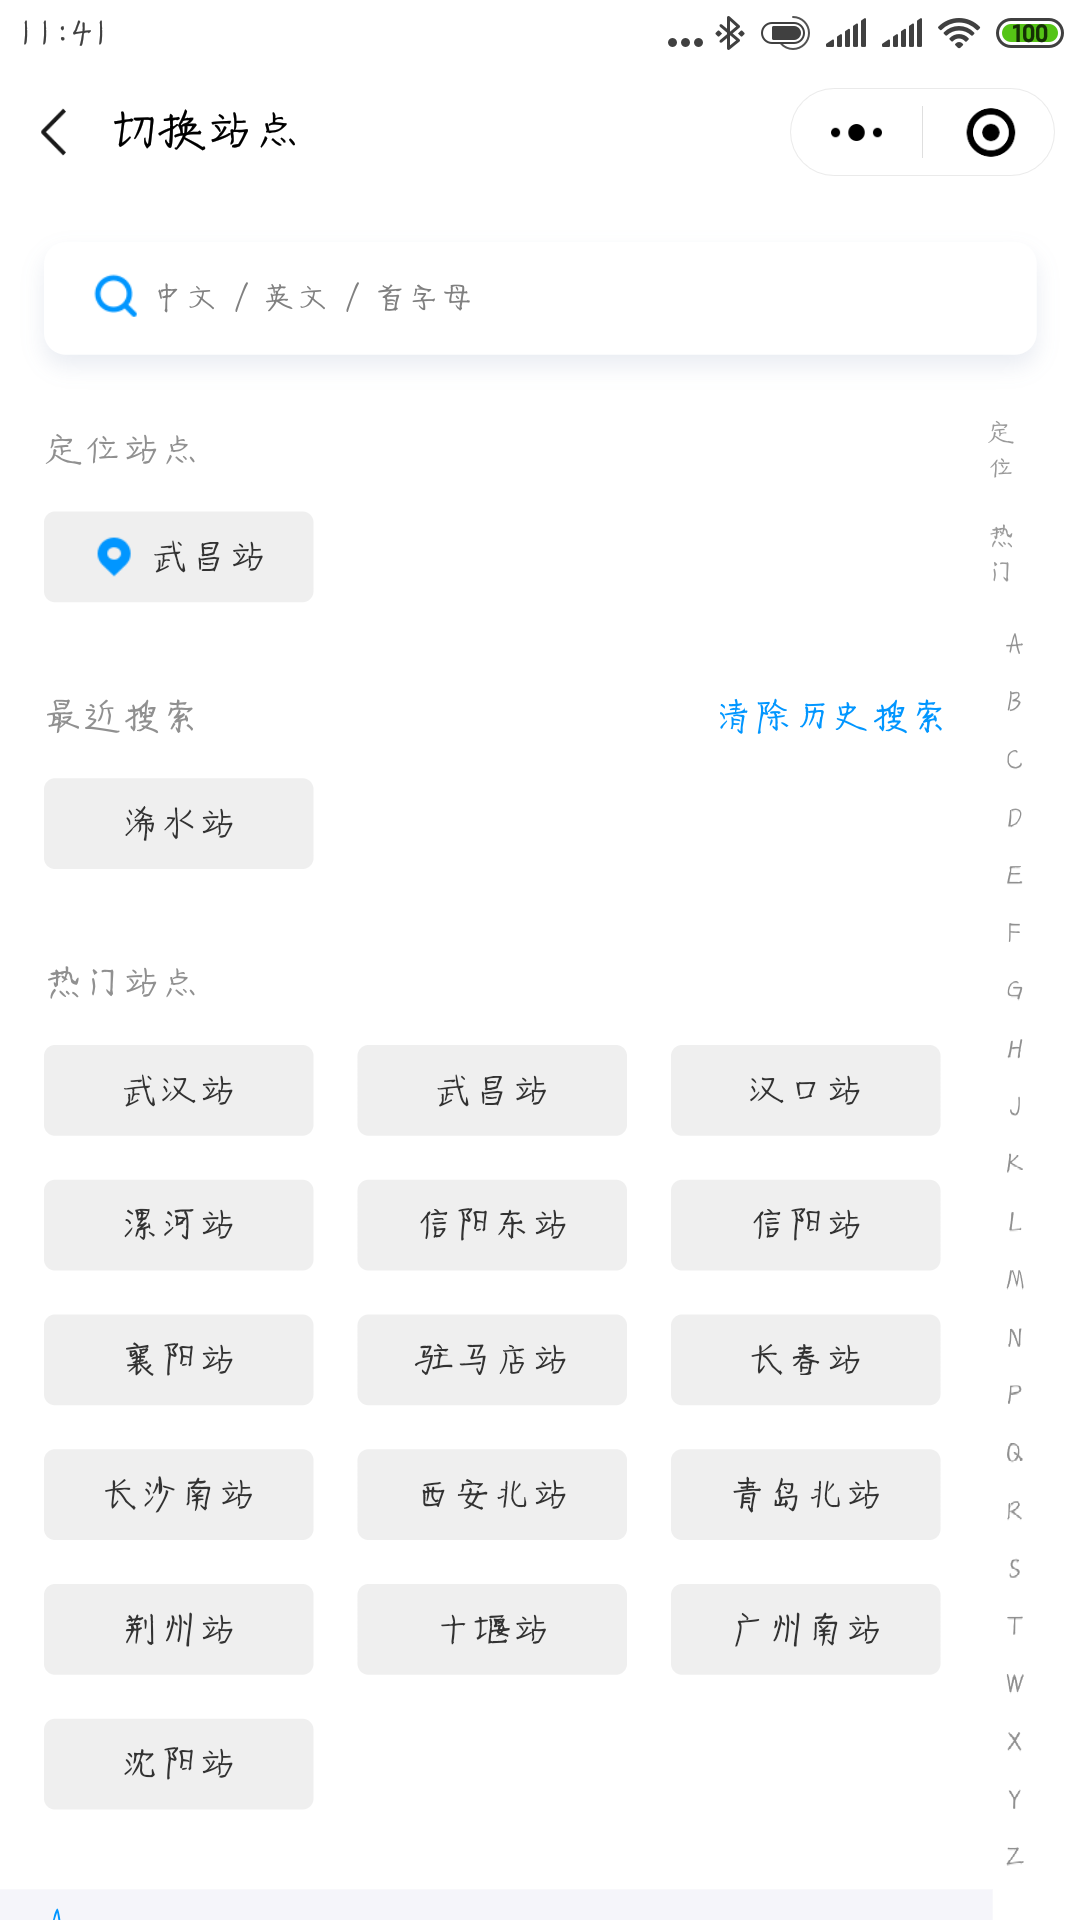 11:41
100
切换站点
中文 / 英文 / 首字母
定位站点
武昌站
最近搜索 清除历史搜索
浠水站
热门站点
武汉站 武昌站 汉口站
漯河站 信阳东站 信阳站
襄阳站 驻马店站 长春站
长沙南站 西安北站 青岛北站
荆州站 十堰站 广州南站
沈阳站
A
定位
热门
A
B
C
D
E
F
G
H
J
K
L
M
N
P
Q
R
S
T
W
X
Y
Z